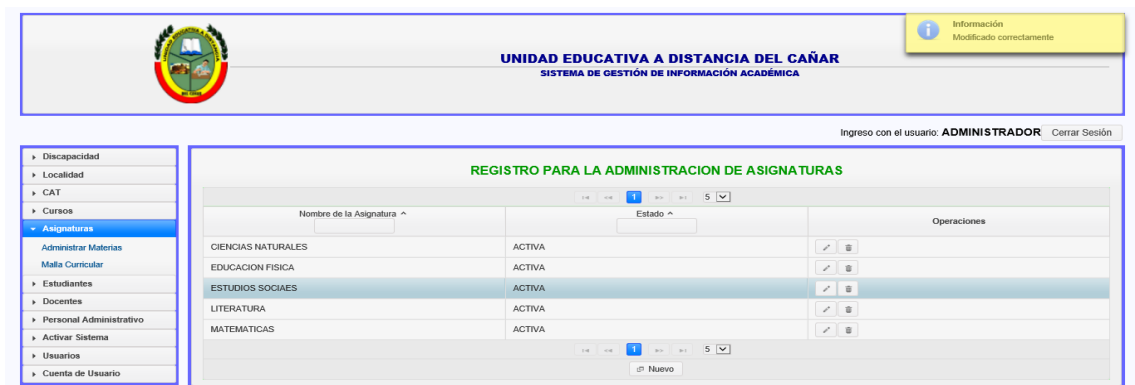 Información
Modificado correctamente
UNIDAD EDUCATIVA A DISTANCIA DEL CAÑAR
SISTEMA DE GESTIÓN DE INFORMACIÓN ACADÉMICA
Ingreso con el usuario: ADMINISTRADOR Cerrar Sesión
Discapacidad
Localidad
CAT
Cursos
Asignaturas
Administrar Materias
Malla Curricular
Estudiantes
Docentes
Personal Administrativo
Activar Sistema
Usuarios
Cuenta de Usuario
REGISTRO PARA LA ADMINISTRACION DE ASIGNATURAS
1 5
Nombre de la Asignatura Estado Operaciones
CIENCIAS NATURALES ACTIVA
EDUCACION FISICA ACTIVA
ESTUDIOS SOCIAES ACTIVA
LITERATURA ACTIVA
MATEMATICAS ACTIVA
1 5
Nuevo